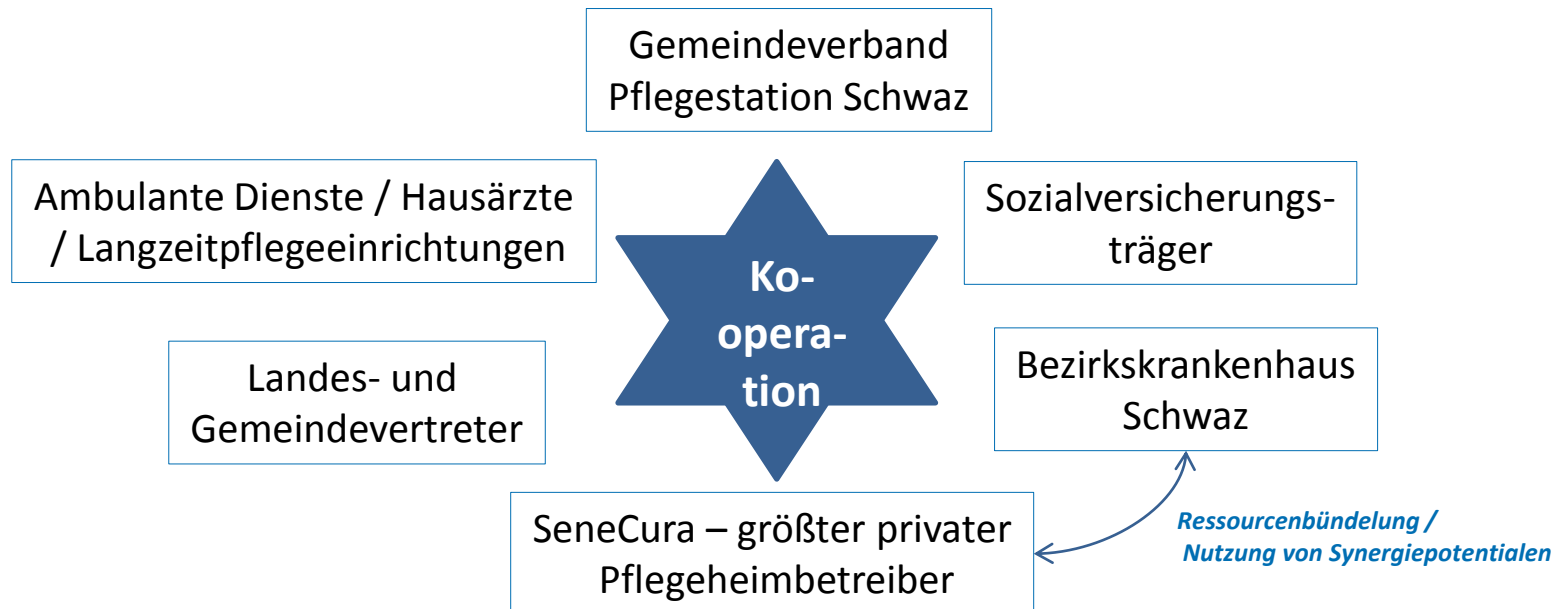 Gemeindeverband
Pflegestation Schwaz
Ambulante Dienste / Hausärzte
/ Langzeitpflegeeinrichtungen
Sozialversicherungs-
träger
Ko-
opera-
tion
Landes- und
Gemeindevertreter
Bezirkskrankenhaus
Schwaz
SeneCura – größter privater
Pflegeheimbetreiber
Ressourcenbündelung /
Nutzung von Synergiepotentialen